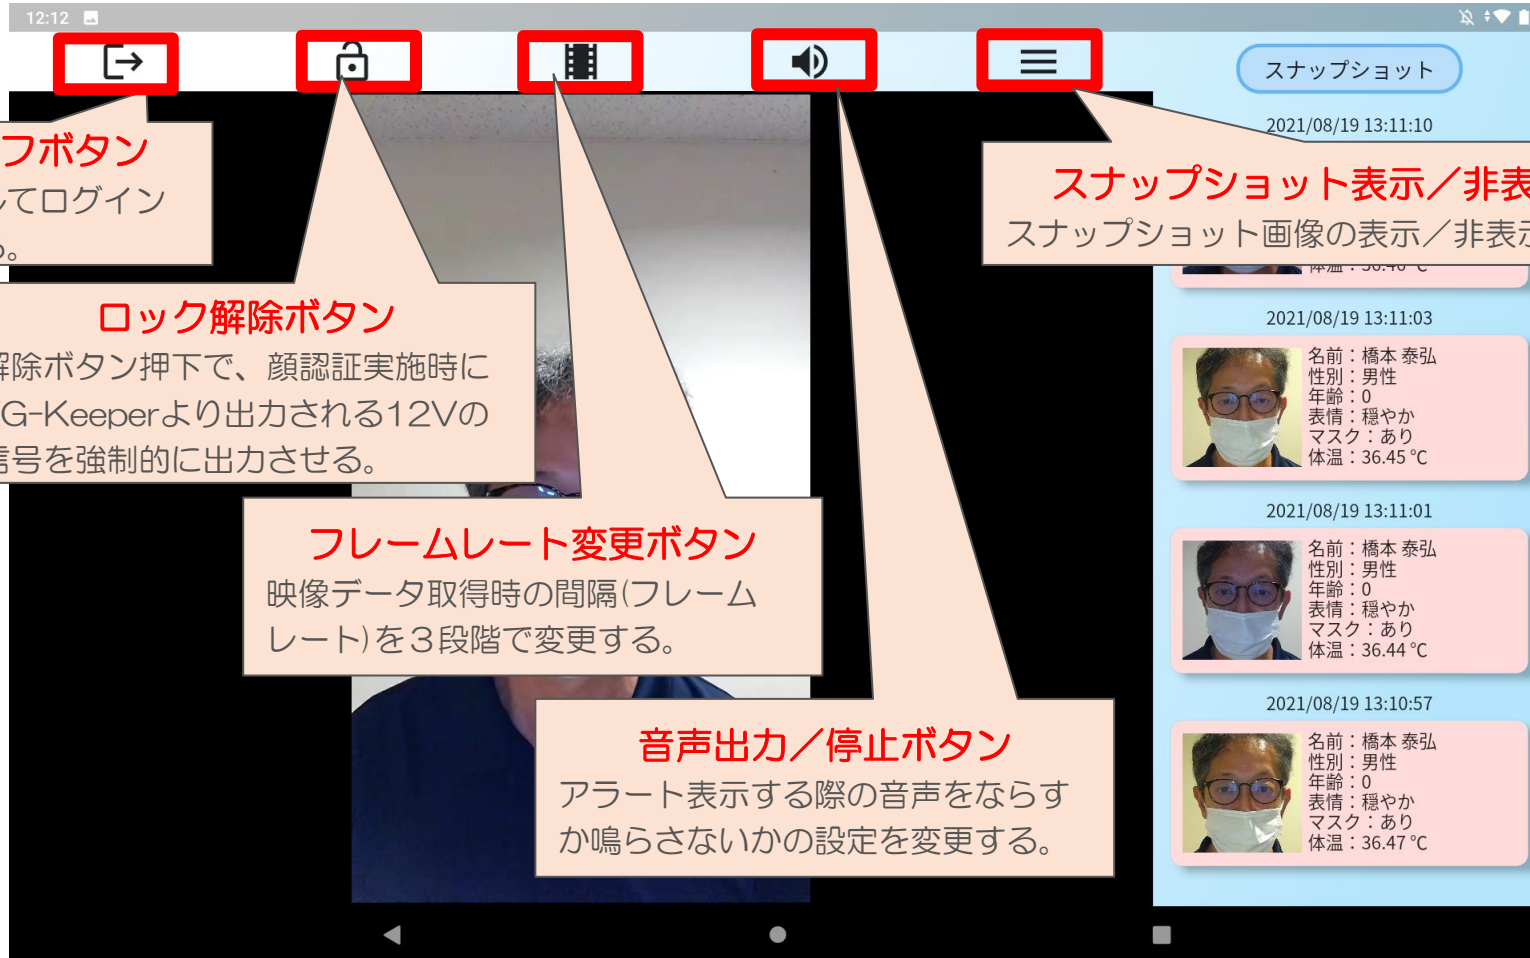 12:12
スナップショット
2021/08/19 13:11:10
フボタン
してログイン
る。
スナップショット表示／非表
スナップショット画像の表示／非表示
体温：36.46 ℃
ロック解除ボタン
解除ボタン押下で、顔認証実施時に
G-Keeperより出力される12Vの
信号を強制的に出力させる。
フレームレート変更ボタン
映像データ取得時の間隔(フレーム
レート)を３段階で変更する。
音声出力／停止ボタン
アラート表示する際の音声をならす
か鳴らさないかの設定を変更する。
2021/08/19 13:11:03
名前：橋本 泰弘
性別：男性
年齢：0
表情：穏やか
マスク：あり
体温：36.45 ℃
2021/08/19 13:11:01
名前：橋本 泰弘
性別：男性
年齢：0
表情：穏やか
マスク：あり
体温：36.44 ℃
2021/08/19 13:10:57
名前：橋本 泰弘
性別：男性
年齢：0
表情：穏やか
マスク：あり
体温：36.47 ℃